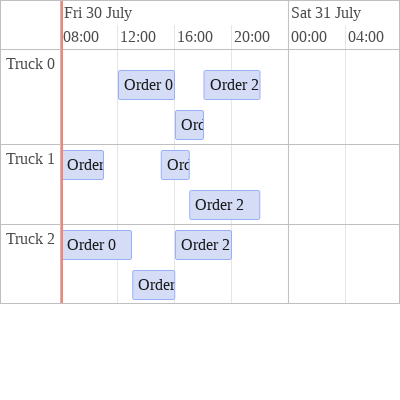 Fri 30 July
Sat 31 July
08:00 12:00 16:00 20:00 00:00 04:00
Truck 0
Order 0 Order 2
Ord
Truck 1
Order Ord
Order 2
Truck 2
Order 0 Order 2
Order